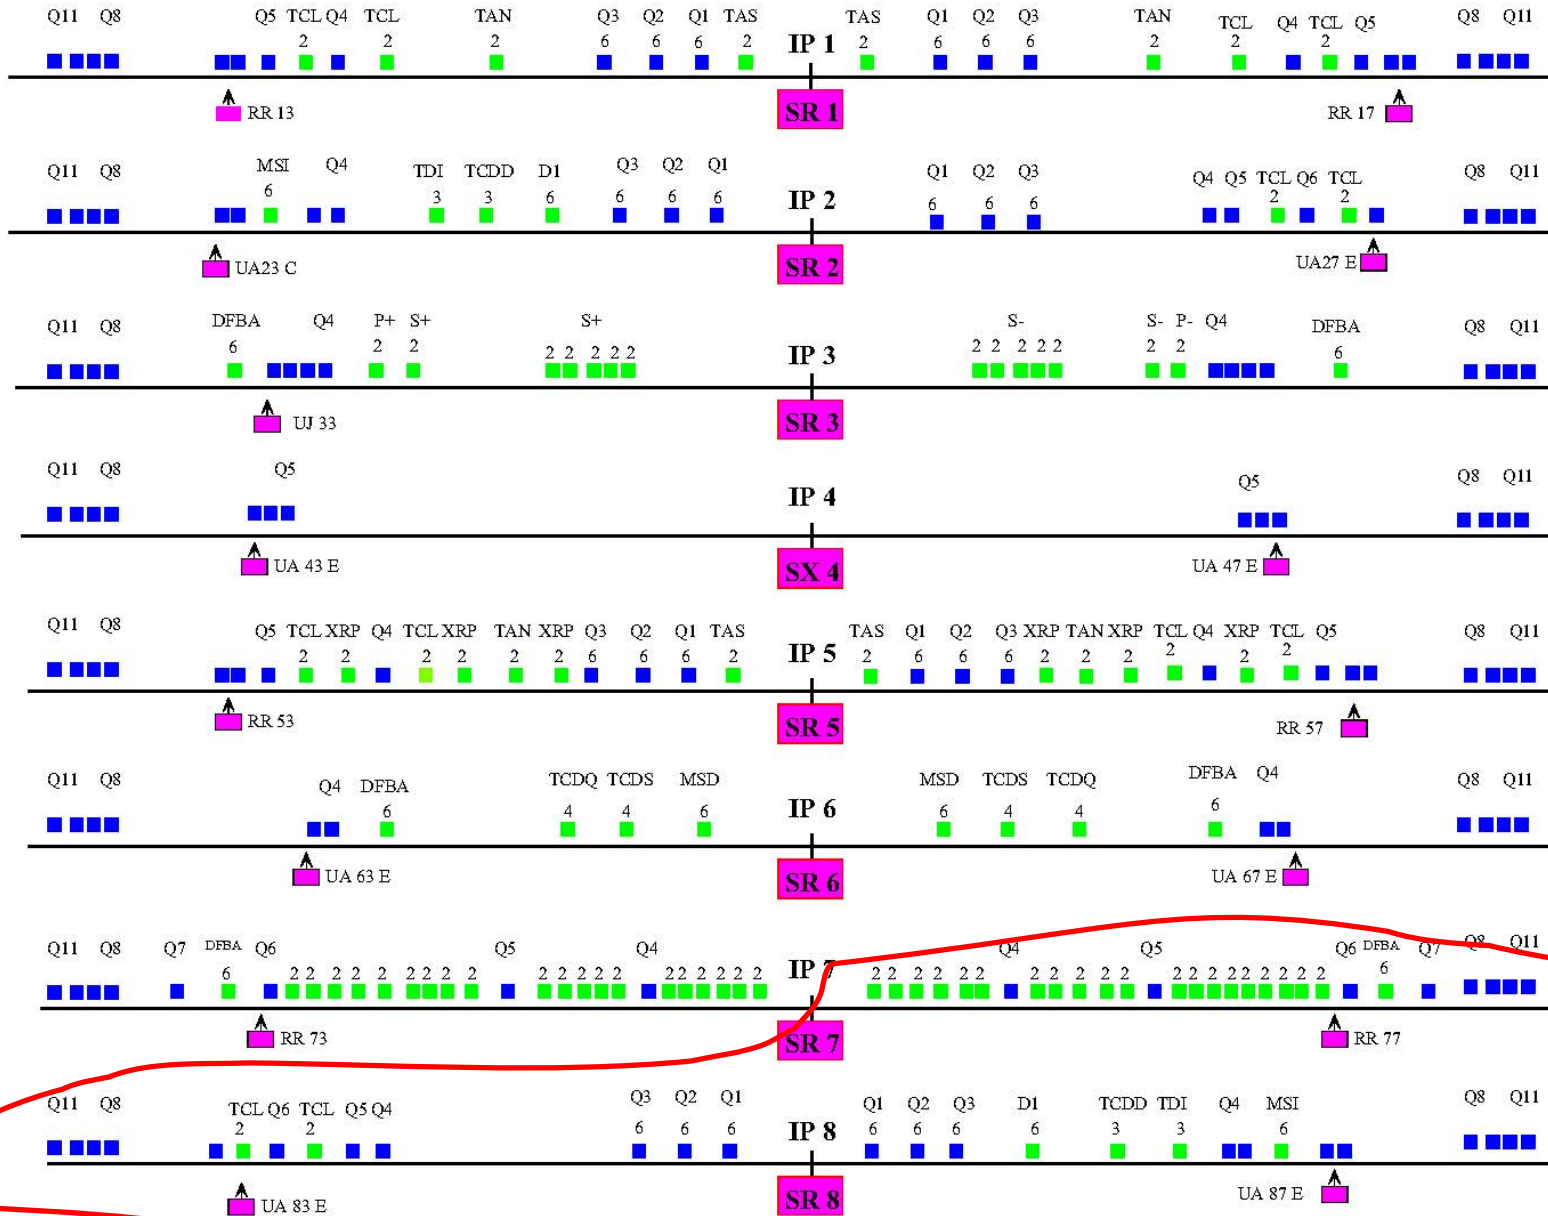 Q11 Q8 Q5 TCL Q4 TCL TAN Q3 Q2 Q1 TAS IP 1 TAS Q1 Q2 Q3 TAN TCL Q4 TCL Q5 Q8 Q11
2 2 2 6 6 6 2 2 6 6 6 2 2 2
RR 13 SR 1 RR 17
Q11 Q8 MSI Q4 TDI TCDD D1 Q3 Q2 Q1 IP 2 Q1 Q2 Q3 Q4 Q5 TCL Q6 TCL Q8 Q11
6 3 3 6 6 6 6 6 6 6 2 2
UA23 C SR 2 UA27 E
Q11 Q8 DFBA Q4 P+ S+ S+ IP 3 S- S- P- Q4 DFBA Q8 Q11
6 2 2 2 2 2 2 2 2 2 2 2 2 2 2 6
UJ 33 SR 3
Q11 Q8 Q5 IP 4 Q5 Q8 Q11
UA 43 E SX 4 UA 47 E
Q11 Q8 Q5 TCL XRP Q4 TCL XRP TAN XRP Q3 Q2 Q1 TAS IP 5 TAS Q1 Q2 Q3 XRP TAN XRP TCL Q4 XRP TCL Q5 Q8 Q11
2 2 2 2 2 2 6 6 6 2 2 6 6 6 2 2 2 2 2 2
RR 53 SR 5 RR 57
Q11 Q8 Q4 DFBA TCDQ TCDS MSD IP 6 MSD TCDS TCDQ DFBA Q4 Q8 Q11
6 4 4 6 6 4 4 6
UA 63 E SR 6 UA 67 E
Q11 Q8 Q7 DFBA Q6 Q5 Q4 IP 7 Q4 Q5 Q6 DFBA Q7 Q8 Q11
6 2 2 2 2 2 2 2 2 2 2 2 2 2 2 2 2 2 2 2 2 2 2 2 2 2 2 2 2 2 2 2 2 2 2 2 2 2 2 6
RR 73 SR 7 RR 77
Q11 Q8 TCL Q6 TCL Q5 Q4 Q3 Q2 Q1 IP 8 Q1 Q2 Q3 D1 TCDD TDI Q4 MSI Q8 Q11
2 2 6 6 6 6 6 6 6 3 3 6
UA 83 E SR 8 UA 87 E